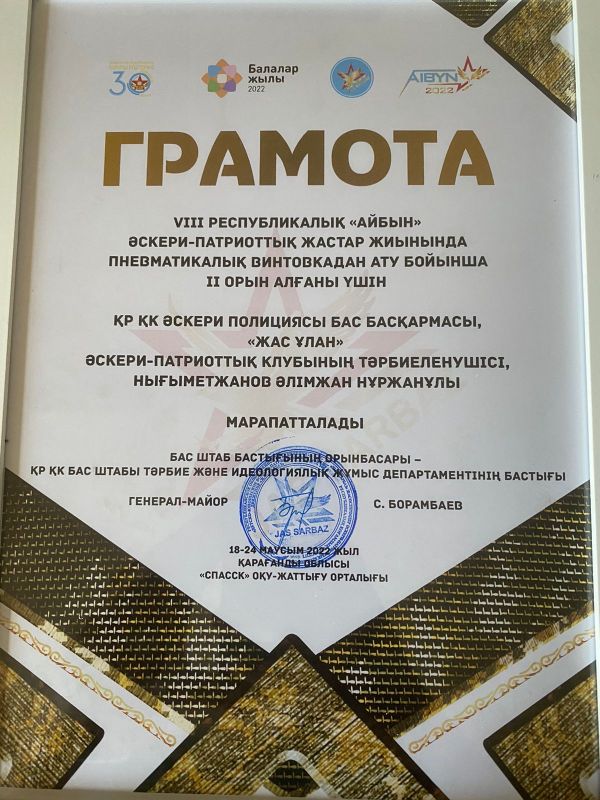 30
Балалар
жылы
2022
AIBYN
2022
ГРАМОТА
VIII РЕСПУБЛИКАЛЫҚ «АЙБЫН»
ӘСКЕРИ-ПАТРИОТТЫҚ ЖАСТАР ЖИЫНЫНДА
ПНЕВМАТИКАЛЫҚ ВИНТОВКАДАН АТУ БОЙЫНША
II ОРЫН АЛҒАНЫ ҮШІН
ҚР ҚК ӘСКЕРИ ПОЛИЦИЯСЫ БАС БАСҚАРМАСЫ,
«ЖАС ҰЛАН»
ӘСКЕРИ-ПАТРИОТТЫҚ КЛУБЫНЫҢ ТӘРБИЕЛЕНУШІСІ,
НЫҒЫМЕТЖАНОВ ӘЛІМЖАН НҰРЖАНҰЛЫ
МАРАПАТТАЛАДЫ
БАС ШТАБ БАСТЫҒЫНЫҢ ОРЫНБАСАРЫ –
ҚР ҚК БАС ШТАБЫ ТӘРБИЕ ЖӘНЕ ИДЕОЛОГИЯЛЫҚ ЖҰМЫС ДЕПАРТАМЕНТІНІҢ БАСТЫҒЫ
ГЕНЕРАЛ-МАЙОР С. БОРАМБАЕВ
JAS SARBAZ
18-24 МАУСЫМ 2022 ЖЫЛ
ҚАРАҒАНДЫ ОБЛЫСЫ
«СПАССК» ОҚУ-ЖАТТЫҒУ ОРТАЛЫҒЫ